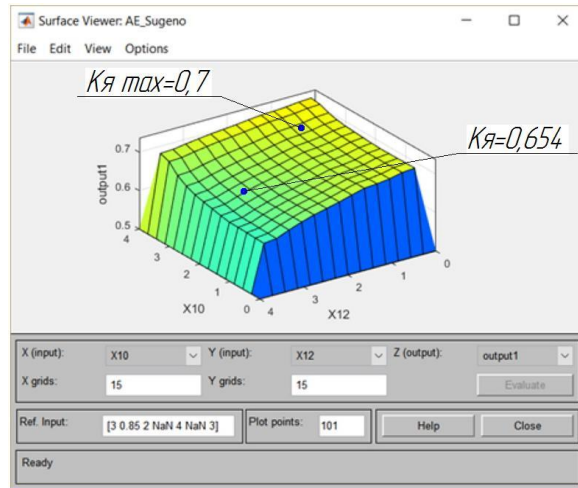 Surface Viewer: AE_Sugeno
File Edit View Options
Kя max=0,7
Kя=0,654
0.7
0.6
0.5
output1
4
3
2
1
0
X10
4
3
2
1
0
X12
X (input): X10 Y (input): X12 Z (output): output1
X grids: 15 Y grids: 15 Evaluate
Ref. Input: [3 0.85 2 NaN 4 NaN 3] Plot points: 101 Help Close
Ready